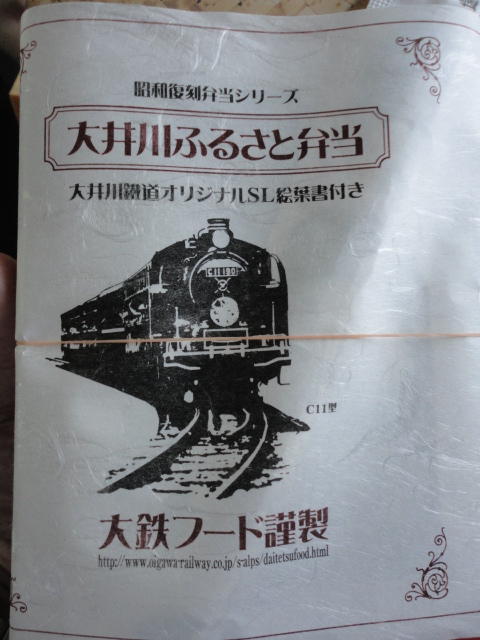 昭和復刻弁当シリーズ
大井川ふるさと弁当
大井川鐵道オリジナルSL絵葉書付き
C11 190
C11型
大鉄フード謹製
http://www.oigawa-railway.co.jp/s-alps/daitetsufood.html